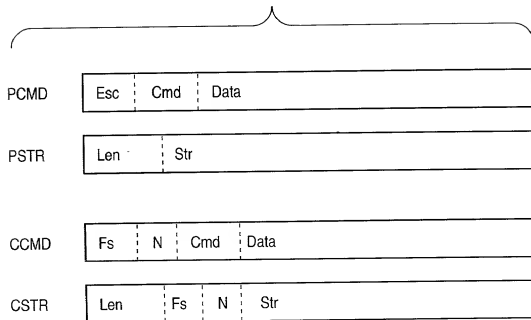 PCMD Esc Cmd Data
PSTR Len Str
CCMD Fs N Cmd Data
CSTR Len Fs N Str